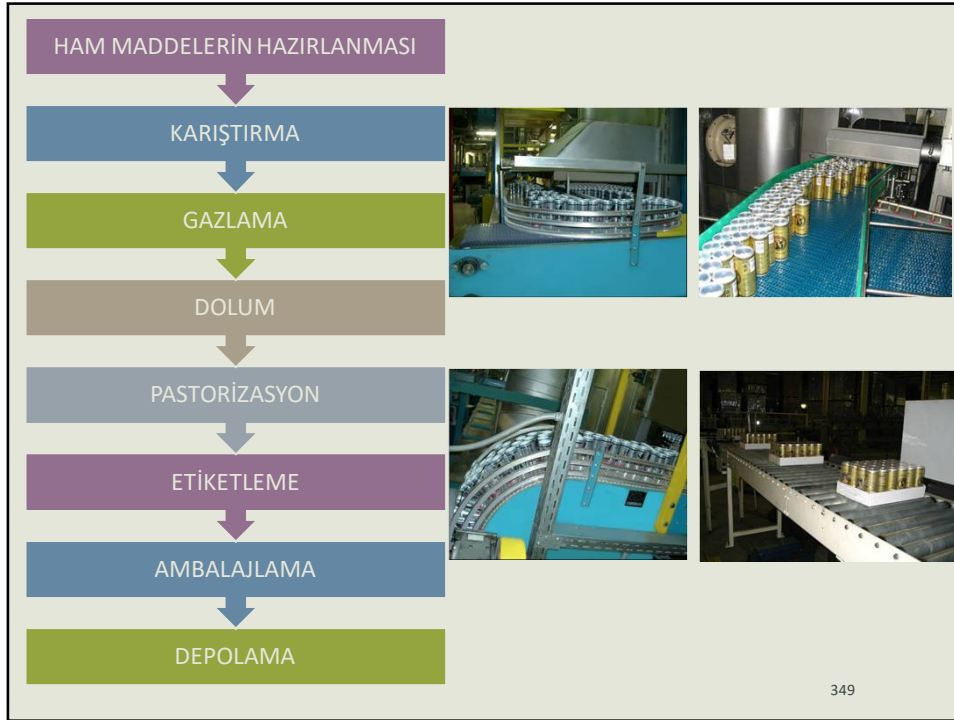 HAM MADDELERİN HAZIRLANMASI
KARIŞTIRMA
GAZLAMA
DOLUM
PASTORİZASYON
ETİKETLEME
AMBALAJLAMA
DEPOLAMA
349